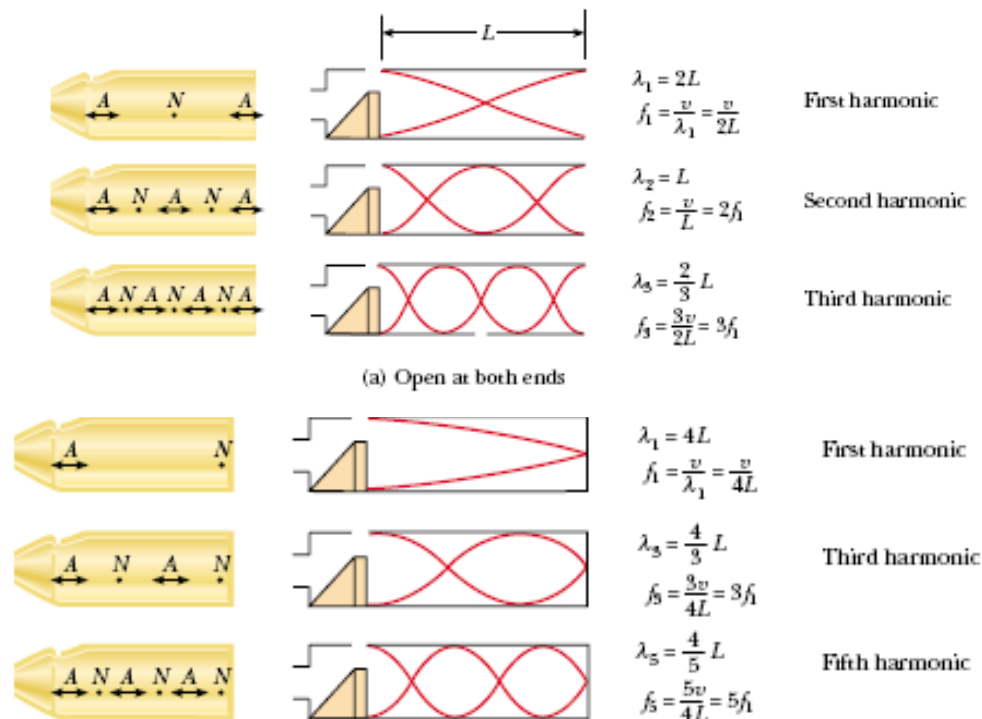 L
A N A
λ₁ = 2L
f₁ = v/λ₁ = v/2L
First harmonic
A N A N A
λ₂ = L
f₂ = v/L = 2f₁
Second harmonic
A N A N A N A
λ₃ = 2/3 L
f₃ = 3v/2L = 3f₁
Third harmonic
(a) Open at both ends
A N
λ₁ = 4L
f₁ = v/λ₁ = v/4L
First harmonic
A N A N
λ₃ = 4/3 L
f₃ = 3v/4L = 3f₁
Third harmonic
A N A N A N
λ₅ = 4/5 L
f₅ = 5v/4L = 5f₁
Fifth harmonic